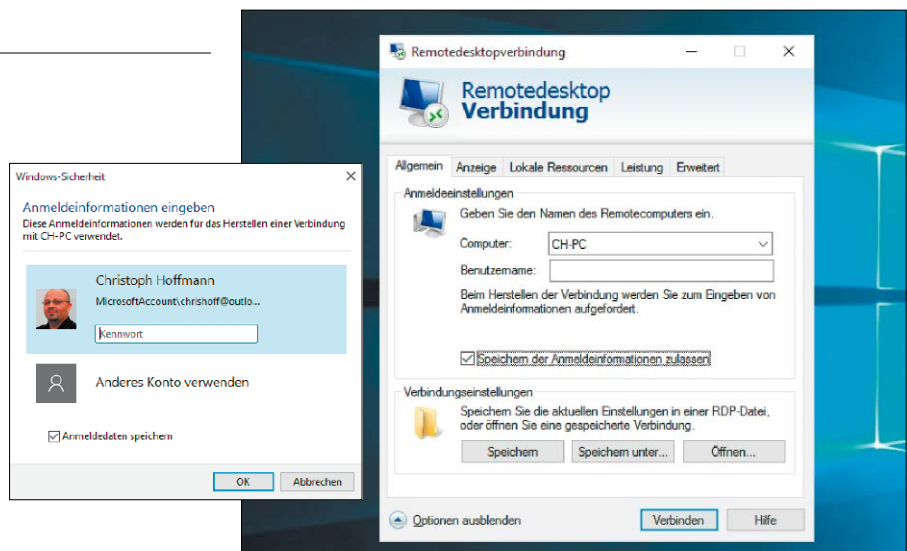 Windows-Sicherheit
Anmeldeinformationen eingeben
Diese Anmeldeinformationen werden für das Herstellen einer Verbindung
mit CH-PC verwendet.
Christoph Hoffmann
MicrosoftAccount\chrishoff@outlo...
Kennwort
Anderes Konto verwenden
Anmeldedaten speichern
OK Abbrechen
Remotedesktopverbindung
Remotedesktop
Verbindung
Allgemein Anzeige Lokale Ressourcen Leistung Erweitert
Anmeldeeinstellungen
Geben Sie den Namen des Remotecomputers ein.
Computer: CH-PC
Benutzername:
Beim Herstellen der Verbindung werden Sie zum Eingeben von
Anmeldeinformationen aufgefordert.
Speichern der Anmeldeinformationen zulassen
Verbindungseinstellungen
Speichern Sie die aktuellen Einstellungen in einer RDP-Datei,
oder öffnen Sie eine gespeicherte Verbindung.
Speichern Speichern unter... Öffnen...
Optionen ausblenden Verbinden Hilfe